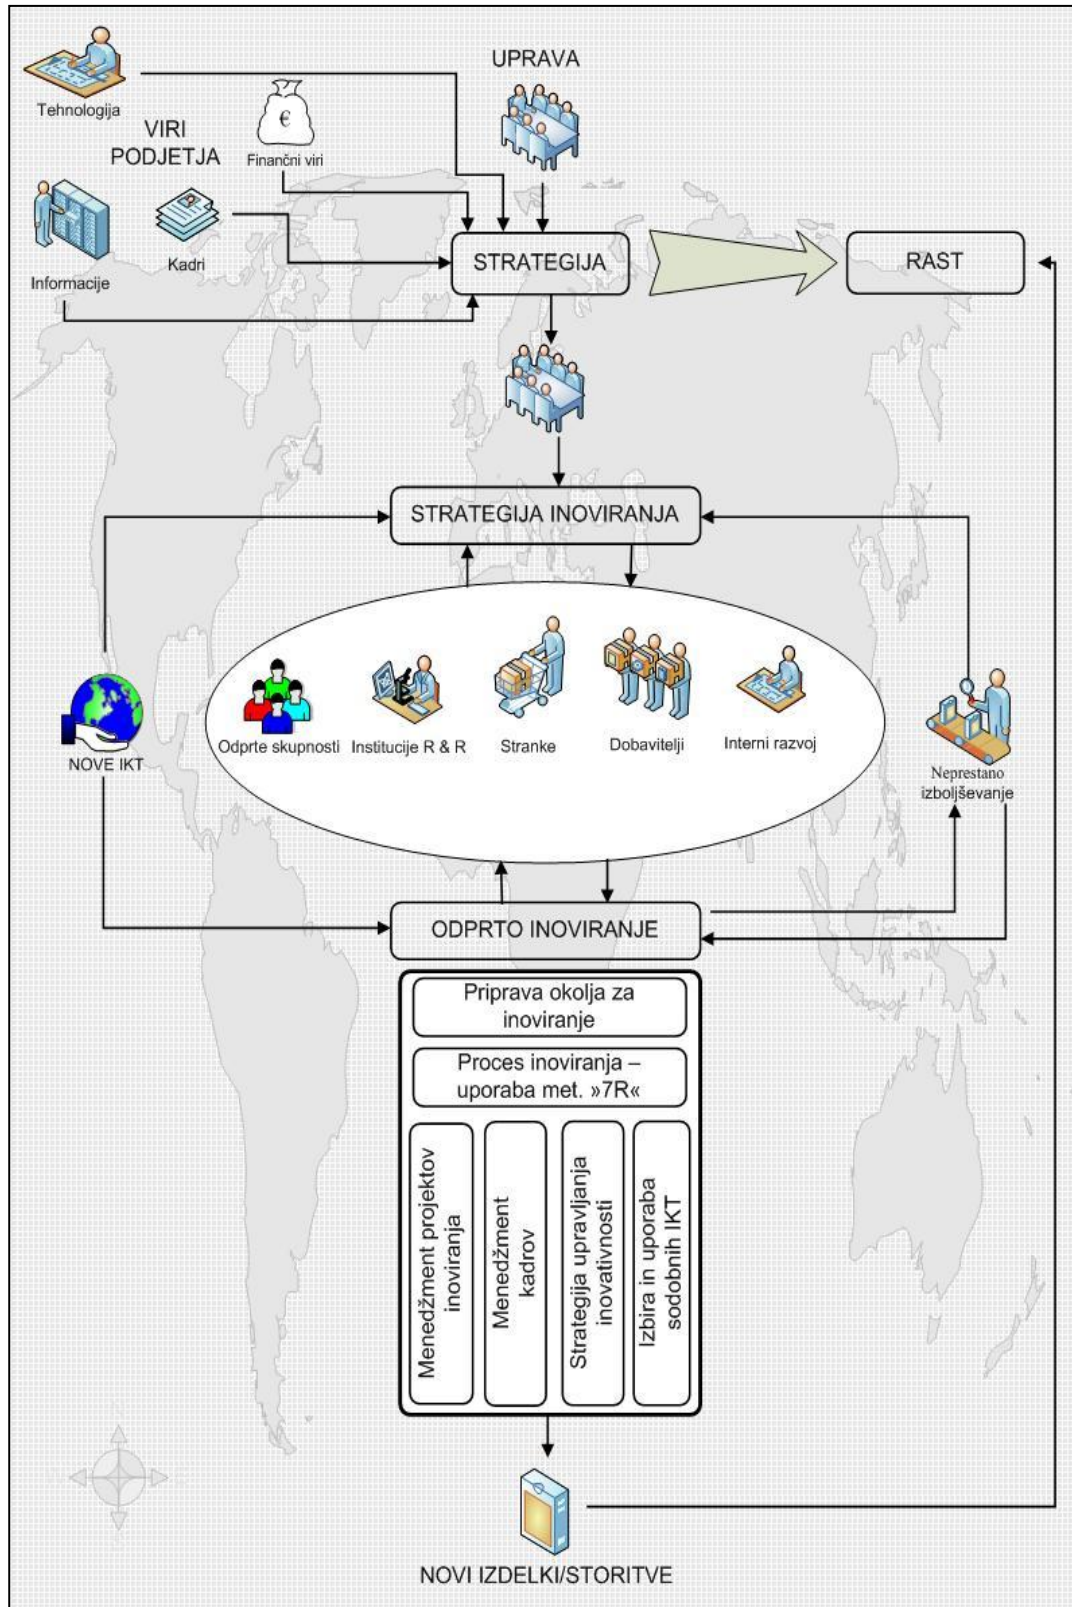 UPRAVA
Tehnologija
VIRI
PODJETJA
€
Finančni viri
Informacije
Kadri
STRATEGIJA
RAST
STRATEGIJA INOVIRANJA
NOVE IKT
Odprte skupnosti
Institucije R & R
Stranke
Dobavitelji
Interni razvoj
Neprestano
izboljševanje
ODPRTO INOVIRANJE
Priprava okolja za
inoviranje
Proces inoviranja –
uporaba met. »7R«
Menedžment projektov
inoviranja
Menedžment
kadrov
Strategija upravljanja
inovativnosti
Izbira in uporaba
sodobnih IKT
NOVI IZDELKI/STORITVE